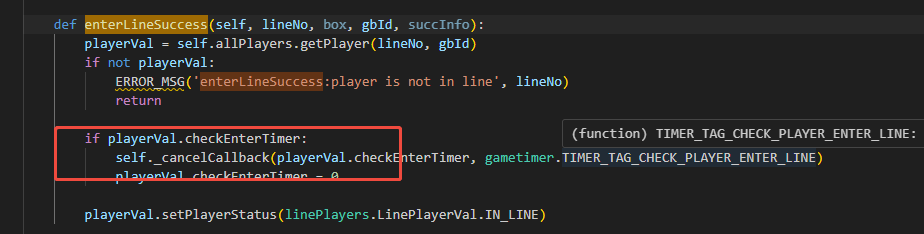 def enterLineSuccess(self, lineNo, box, gbId, succInfo):
playerVal = self.allPlayers.getPlayer(lineNo, gbId)
if not playerVal:
ERROR_MSG('enterLineSuccess:player is not in line', lineNo)
return
if playerVal.checkEnterTimer:
(function) TIMER_TAG_CHECK_PLAYER_ENTER_LINE:
self._cancelCallback(playerVal.checkEnterTimer, gametimer.TIMER_TAG_CHECK_PLAYER_ENTER_LINE)
playerVal.checkEnterTimer = 0
playerVal.setPlayerStatus(linePlayers.LinePlayerVal.IN_LINE)